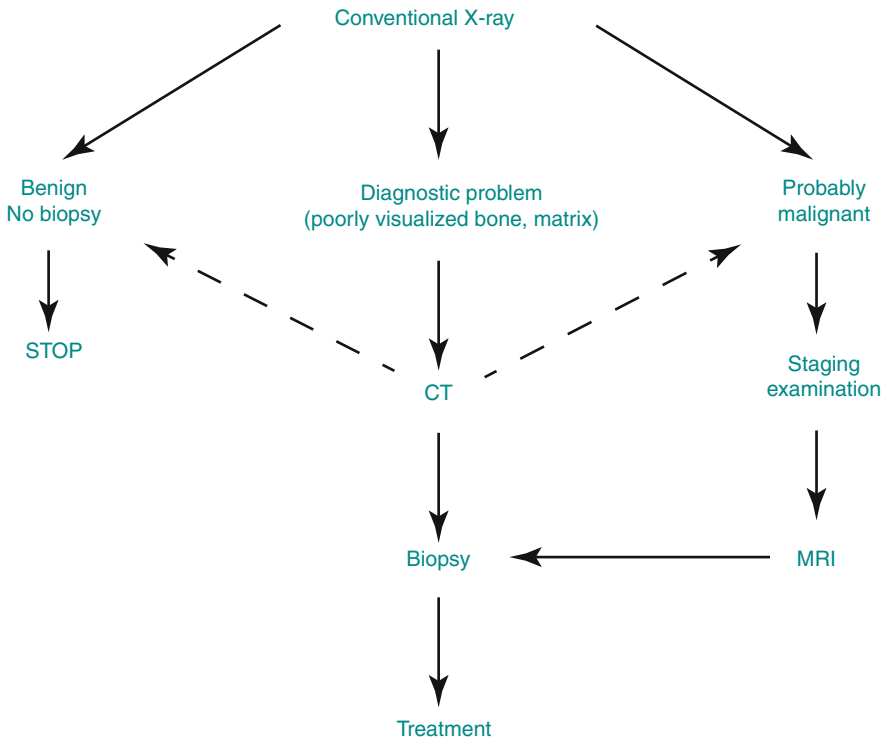 Conventional X-ray
Benign
No biopsy
Diagnostic problem
(poorly visualized bone, matrix)
Probably
malignant
STOP
CT
Staging
examination
Biopsy
MRI
Treatment